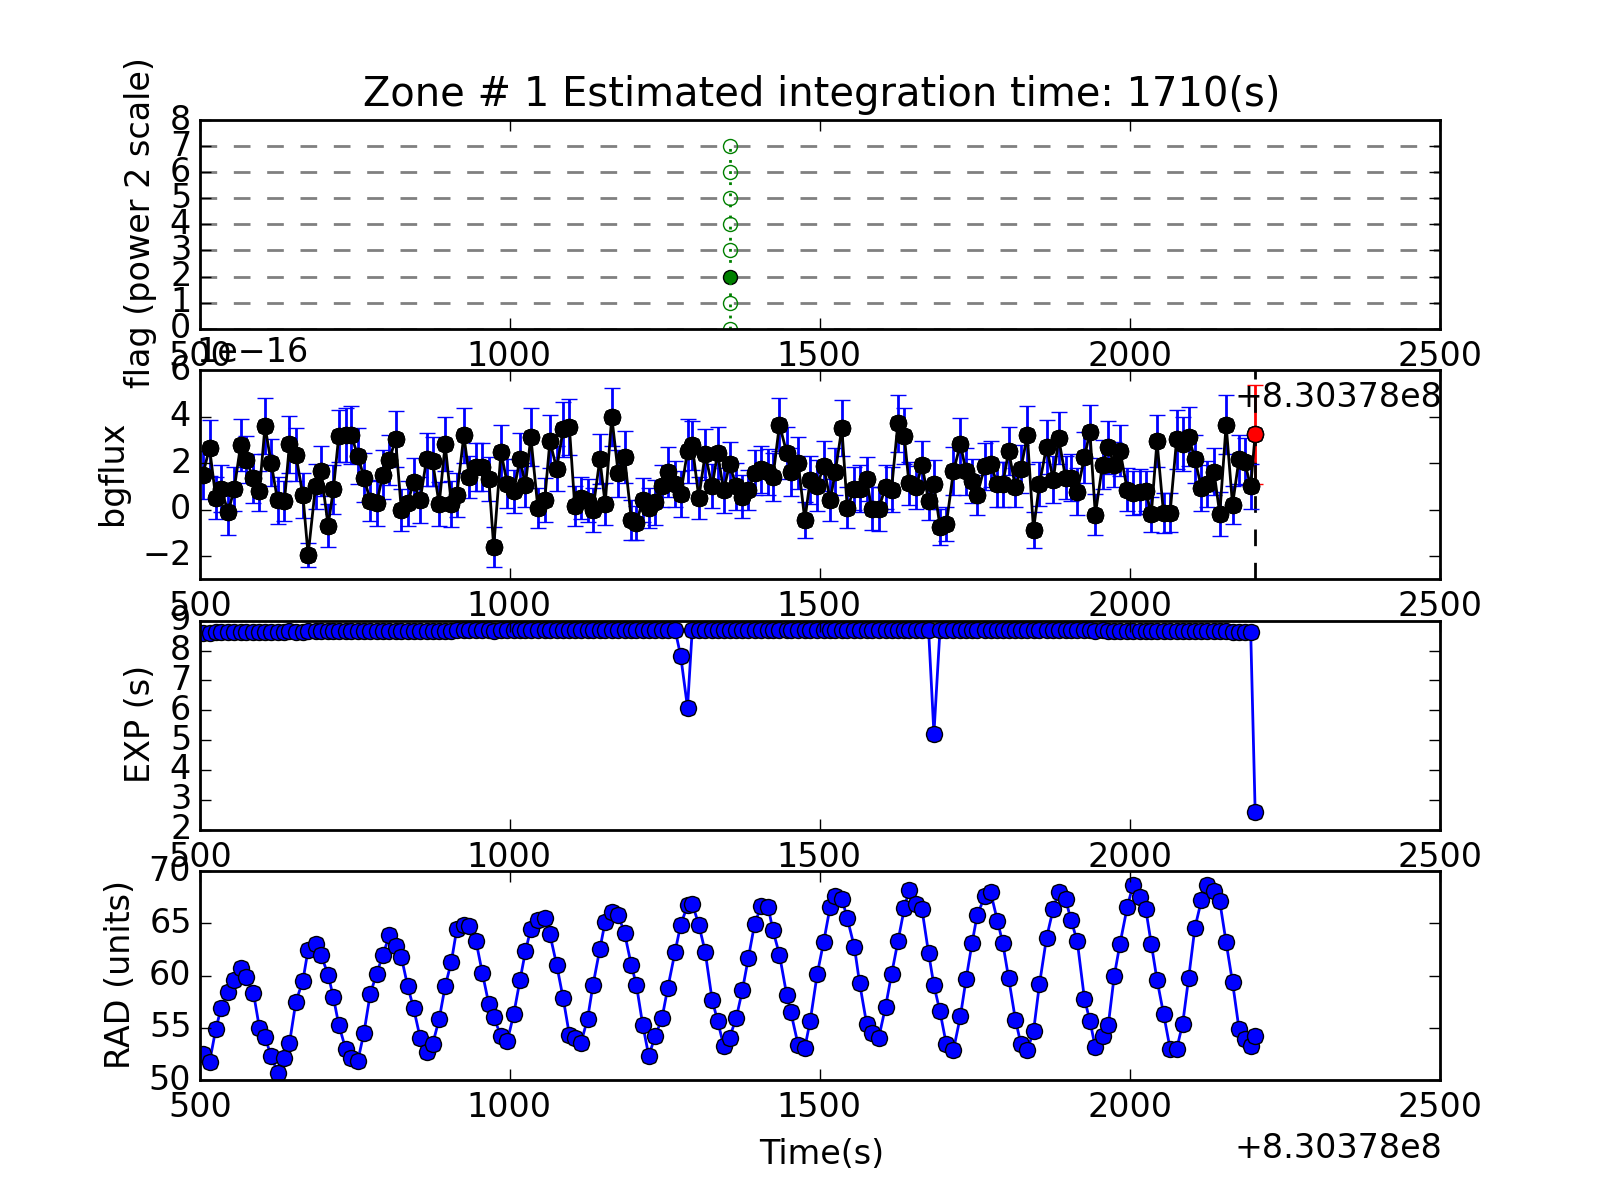 Zone # 1 Estimated integration time: 1710(s)
flag (power 2 scale)
8
7
6
5
4
3
2
1
0
500 1000 1500 2000 2500
1e−16
+8.30378e8
bgflux
6
4
2
0
−2
500 1000 1500 2000 2500
EXP (s)
9
8
7
6
5
4
3
2
500 1000 1500 2000 2500
RAD (units)
70
65
60
55
50
500 1000 1500 2000 2500
Time(s)
+8.30378e8